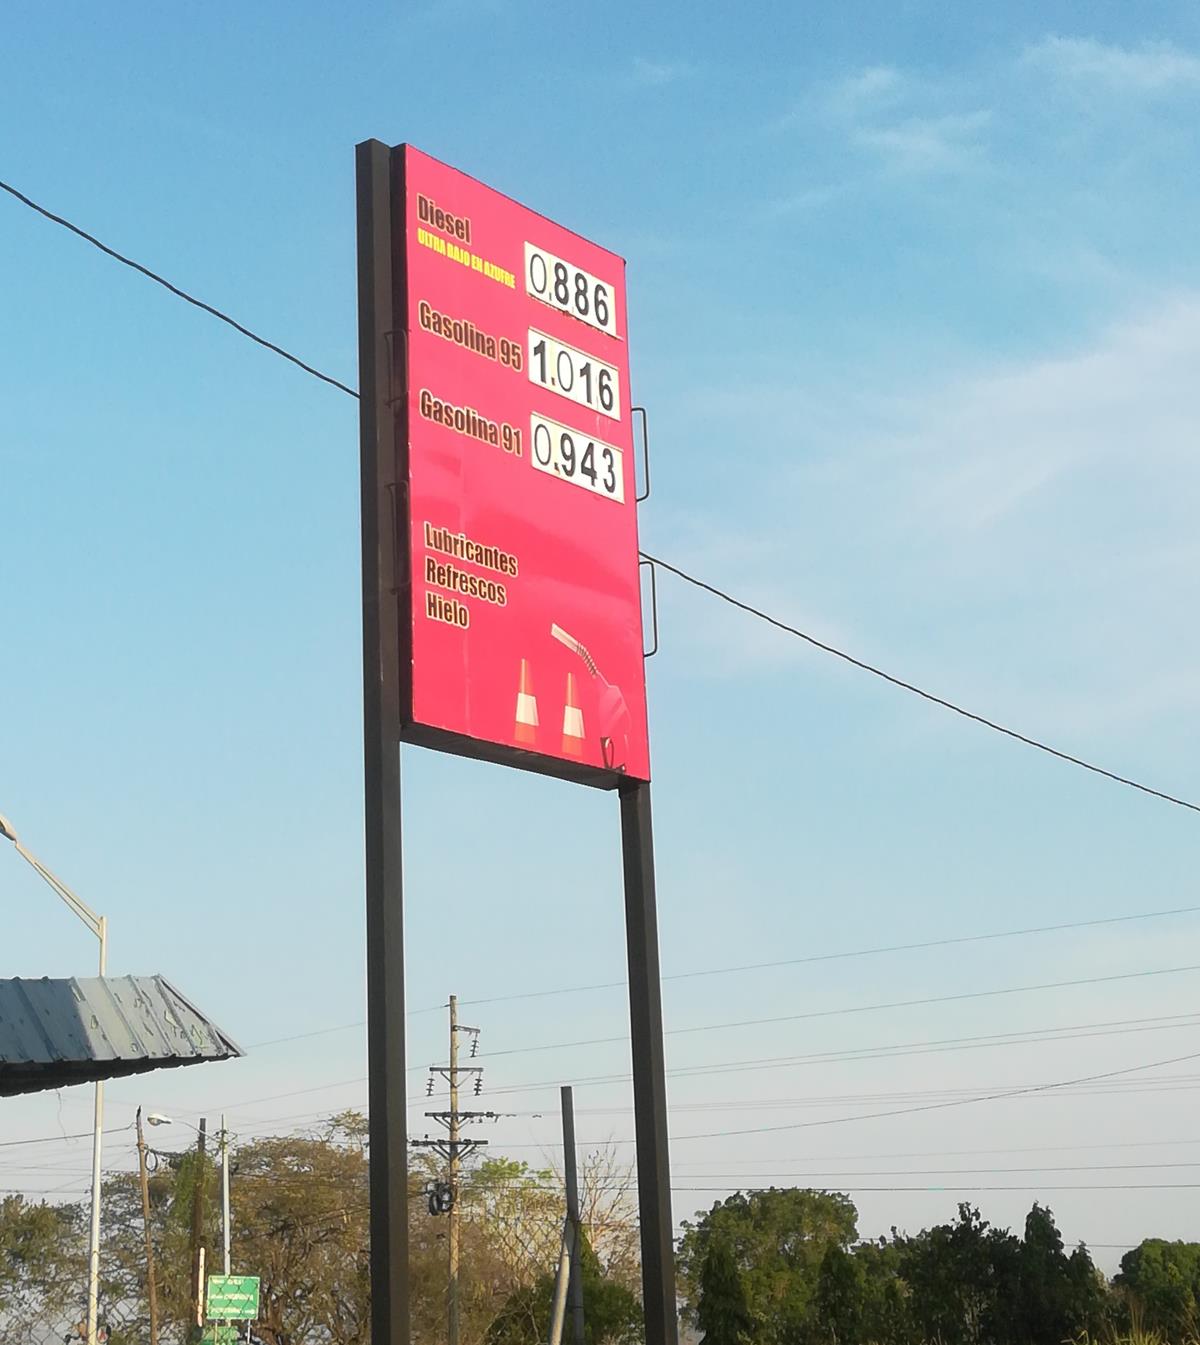 Diesel
ULTRA BAJO EN AZUFRE
0.886
Gasolina 95
1.016
Gasolina 91
0.943
Lubricantes
Refrescos
Hielo